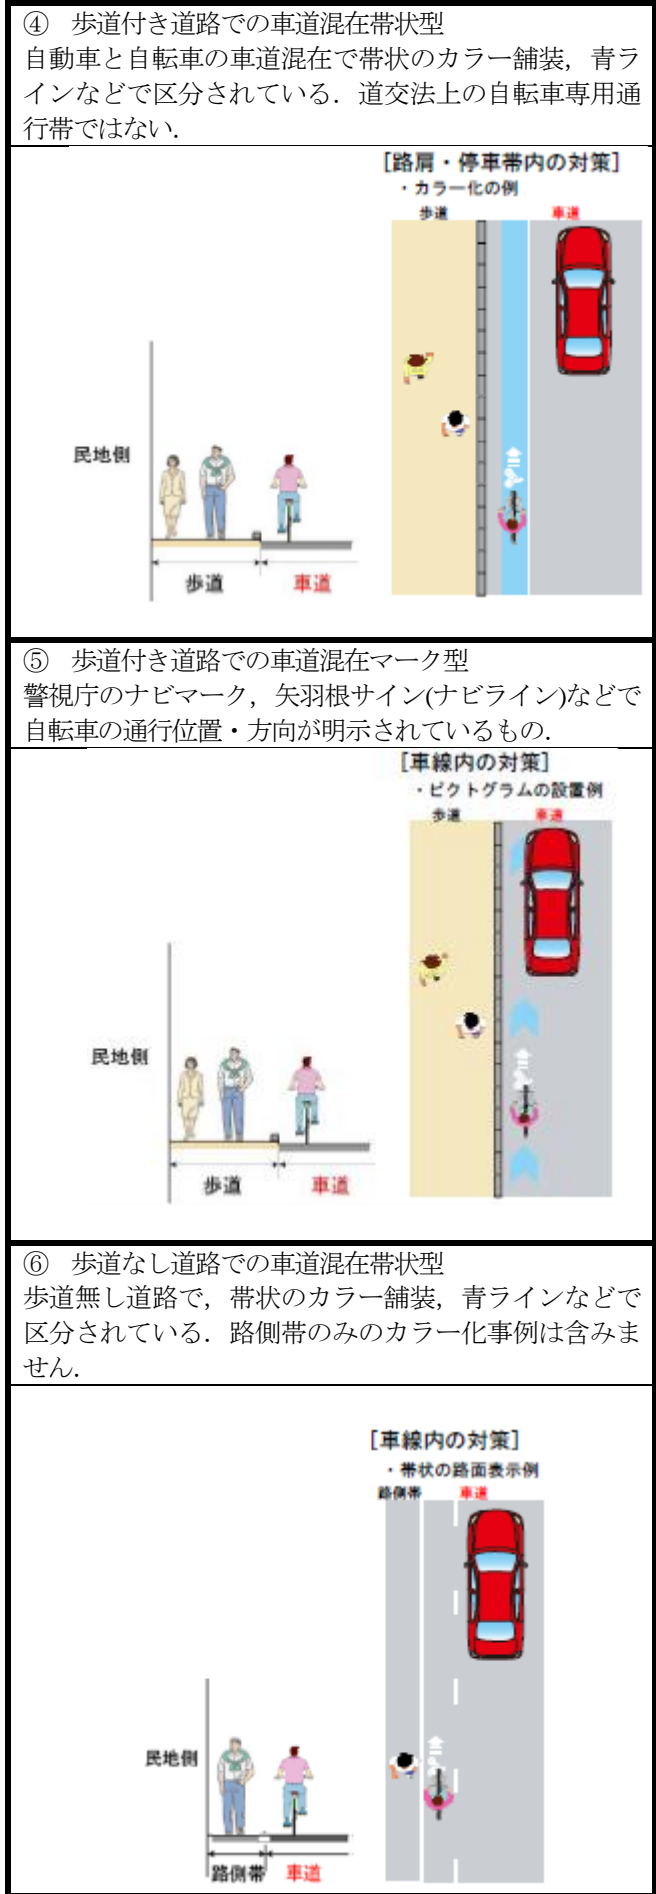 ④ 歩道付き道路での車道混在帯状型
自動車と自転車の車道混在で帯状のカラー舗装，青ラ
インなどで区分されている．道交法上の自転車専用通
行帯ではない．
［路肩・停車帯内の対策］
・カラー化の例
歩道 車道
民地側
歩道 車道
⑤ 歩道付き道路での車道混在マーク型
警視庁のナビマーク，矢羽根サイン(ナビライン)などで
自転車の通行位置・方向が明示されているもの．
［車線内の対策］
・ピクトグラムの設置例
歩道 車道
民地側
歩道 車道
⑥ 歩道なし道路での車道混在帯状型
歩道無し道路で，帯状のカラー舗装，青ラインなどで
区分されている．路側帯のみのカラー化事例は含みま
せん．
［車線内の対策］
・帯状の路面表示例
路側帯 車道
民地側
路側帯 車道